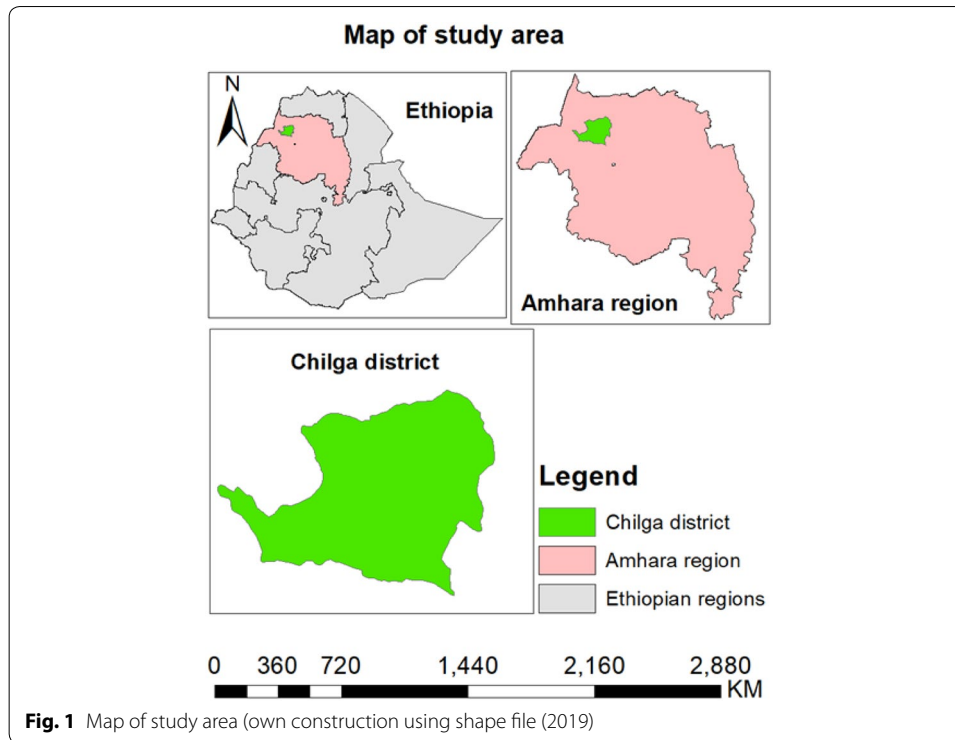 Map of study area
N
Ethiopia
Amhara region
Chilga district
Legend
Chilga district
Amhara region
Ethiopian regions
0 360 720 1,440 2,160 2,880
KM
Fig. 1 Map of study area (own construction using shape file (2019)